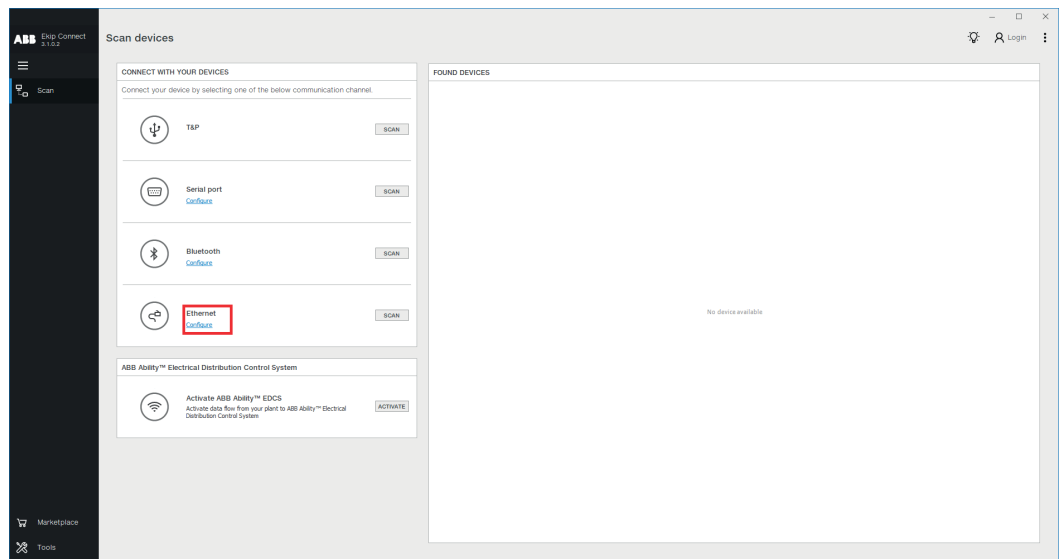 ABB Ekip Connect
3.1.0.2
Scan devices
Login
Scan
CONNECT WITH YOUR DEVICES
Connect your device by selecting one of the below communication channel.
T&P
SCAN
Serial port
Configure
SCAN
Bluetooth
Configure
SCAN
Ethernet
Configure
SCAN
ABB Ability™ Electrical Distribution Control System
Activate ABB Ability™ EDCS
Activate data flow from your plant to ABB Ability™ Electrical
Distribution Control System
ACTIVATE
FOUND DEVICES
No device available
Marketplace
Tools